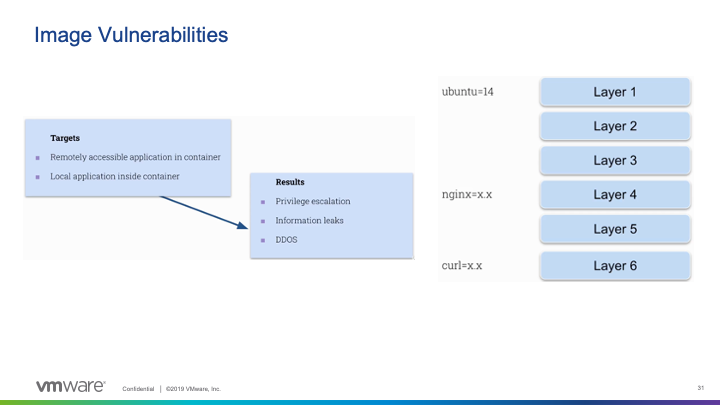 Image Vulnerabilities
Targets
Remotely accessible application in container
Local application inside container
Results
Privilege escalation
Information leaks
DDOS
ubuntu=14
Layer 1
Layer 2
Layer 3
nginx=x.x
Layer 4
Layer 5
curl=x.x
Layer 6
vmware®
Confidential │ ©2019 VMware, Inc.
31